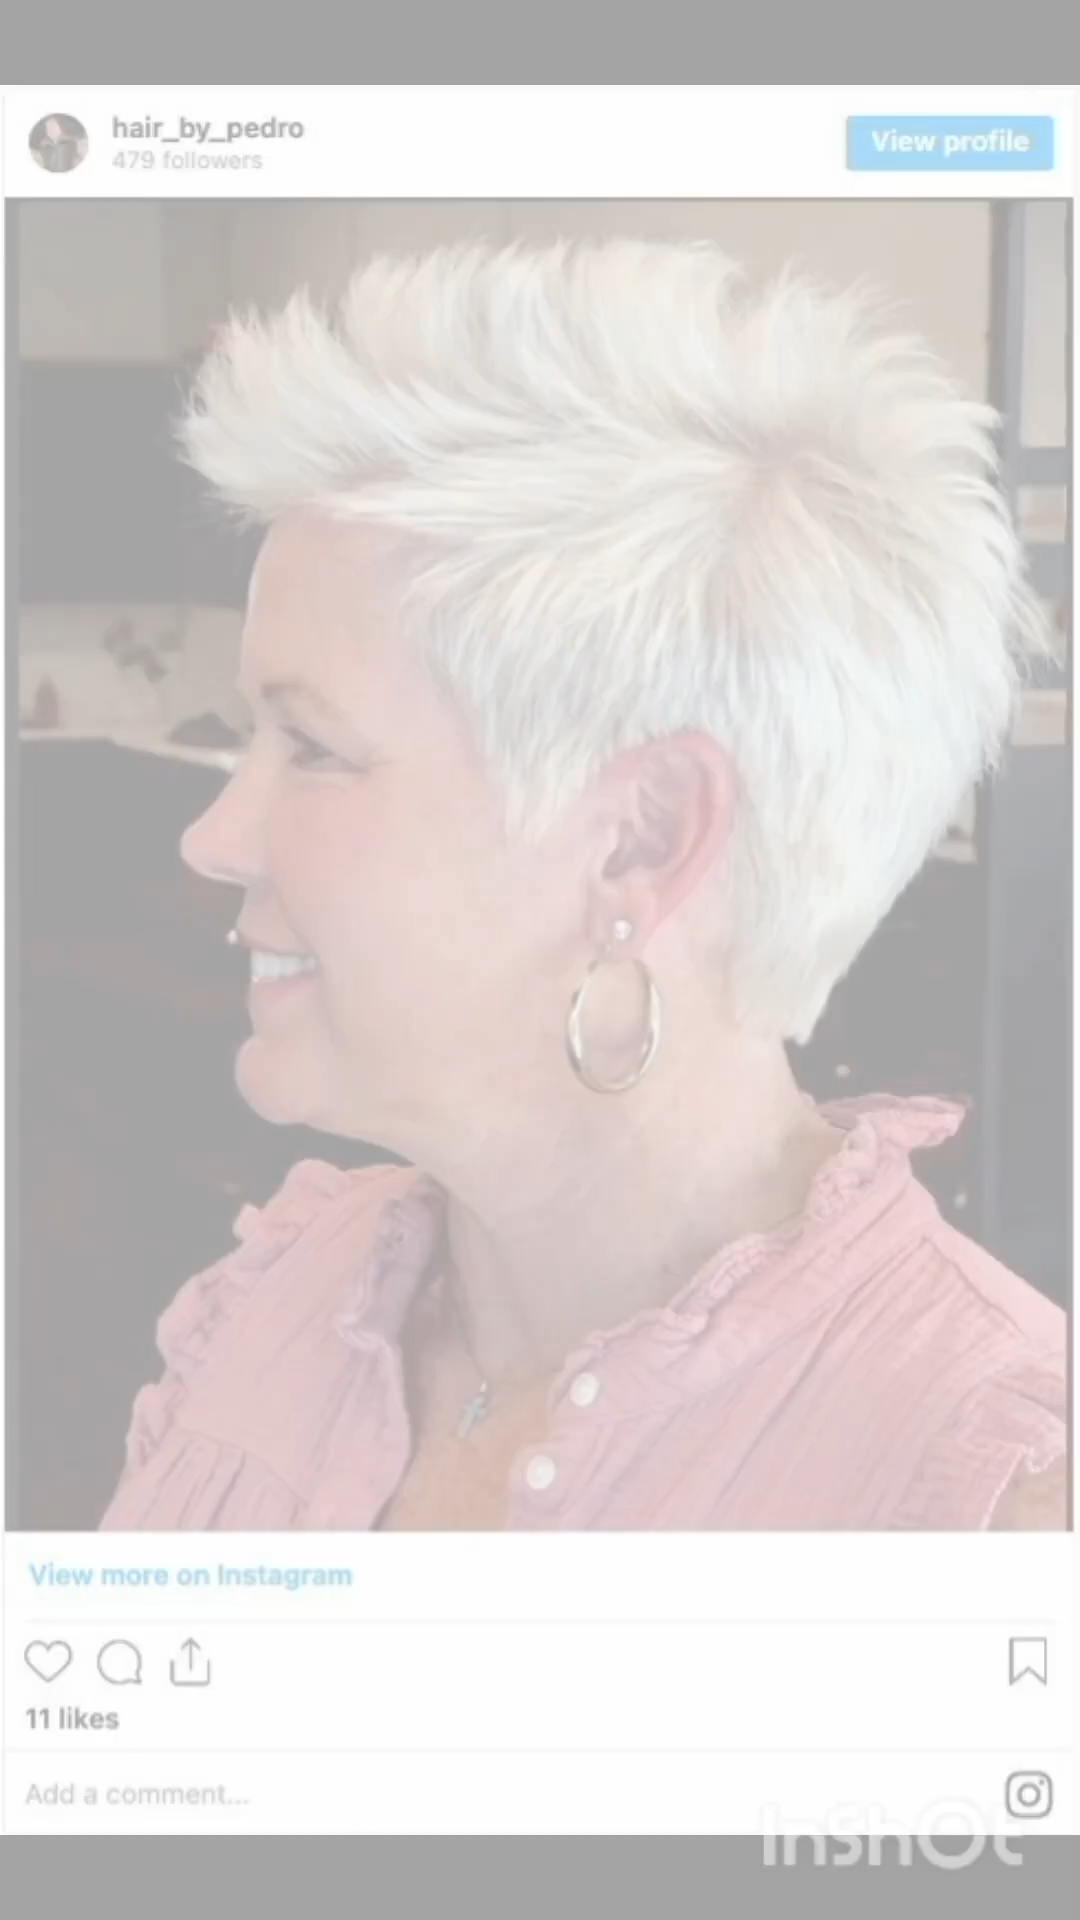 hair_by_pedro
479 followers
View profile
View more on Instagram
11 likes
Add a comment...
InShOt